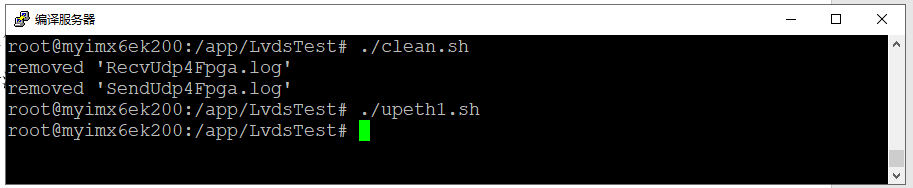 编译服务器
root@myimx6ek200:/app/LvdsTest# ./clean.sh
removed 'RecvUdp4Fpga.log'
removed 'SendUdp4Fpga.log'
root@myimx6ek200:/app/LvdsTest# ./upeth1.sh
root@myimx6ek200:/app/LvdsTest#